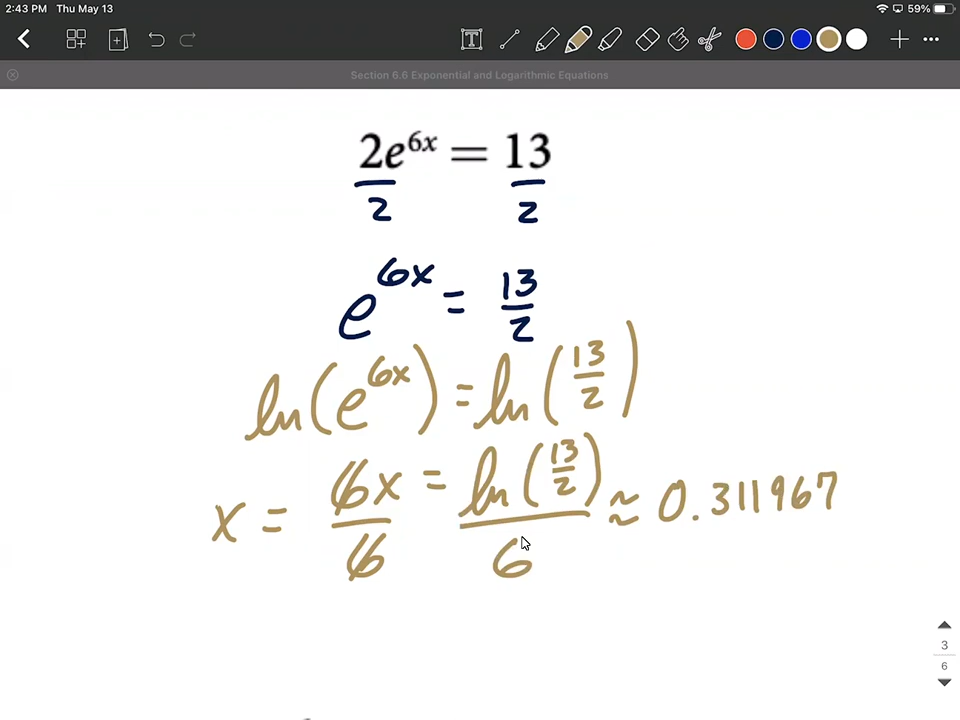 2:43 PM Thu May 13 59%
Section 6.6 Exponential and Logarithmic Equations
2e^{6x} = 13
/2 /2
e^{6x} = 13/2
ln(e^{6x}) = ln(13/2)
x = 6x/6 = ln(13/2)/6 ≈ 0.311967
3
6